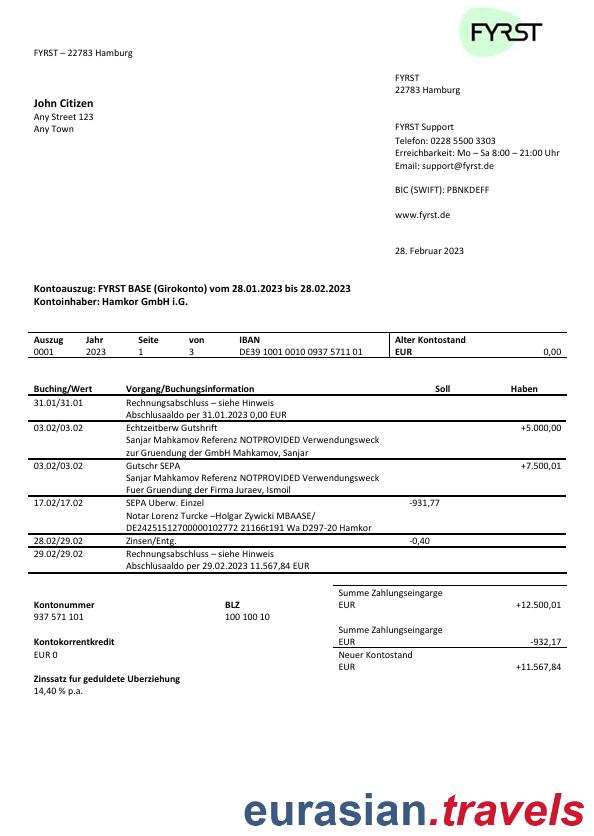 FYRST
FYRST – 22783 Hamburg
FYRST
22783 Hamburg
John Citizen
Any Street 123
Any Town
FYRST Support
Telefon: 0228 5500 3303
Erreichbarkeit: Mo – Sa 8:00 – 21:00 Uhr
Email: support@fyrst.de
BIC (SWIFT): PBNKDEFF
www.fyrst.de
28. Februar 2023
Kontoauszug: FYRST BASE (Girokonto) vom 28.01.2023 bis 28.02.2023
Kontoinhaber: Hamkor GmbH i.G.
Auszug Jahr Seite von IBAN Alter Kontostand
0001 2023 1 3 DE39 1001 0010 0937 5711 01 EUR 0,00
Buching/Wert Vorgang/Buchungsinformation Soll Haben
31.01/31.01 Rechnungsabschluss – siehe Hinweis
Abschlusaaldo per 31.01.2023 0,00 EUR
03.02/03.02 Echtzeitberw Gutshrift +5.000,00
Sanjar Mahkamov Referenz NOTPROVIDED Verwendungsweck
zur Gruendung der GmbH Mahkamov, Sanjar
03.02/03.02 Gutschr SEPA +7.500,01
Sanjar Mahkamov Referenz NOTPROVIDED Verwendungsweck
Fuer Gruendung der Firma Juraev, Ismoil
17.02/17.02 SEPA Uberw. Einzel -931,77
Notar Lorenz Turcke –Holgar Zywicki MBAASE/
DE24251512700000102772 21166t191 Wa D297-20 Hamkor
28.02/29.02 Zinsen/Entg. -0,40
29.02/29.02 Rechnungsabschluss – siehe Hinweis
Abschlusaaldo per 29.02.2023 11.567,84 EUR
Summe Zahlungseingarge
Kontonummer BLZ EUR +12.500,01
937 571 101 100 100 10
Summe Zahlungseingarge
Kontokorrentkredit EUR -932,17
EUR 0 Neuer Kontostand
EUR +11.567,84
Zinssatz fur geduldete Uberziehung
14,40 % p.a.
eurasian.travels